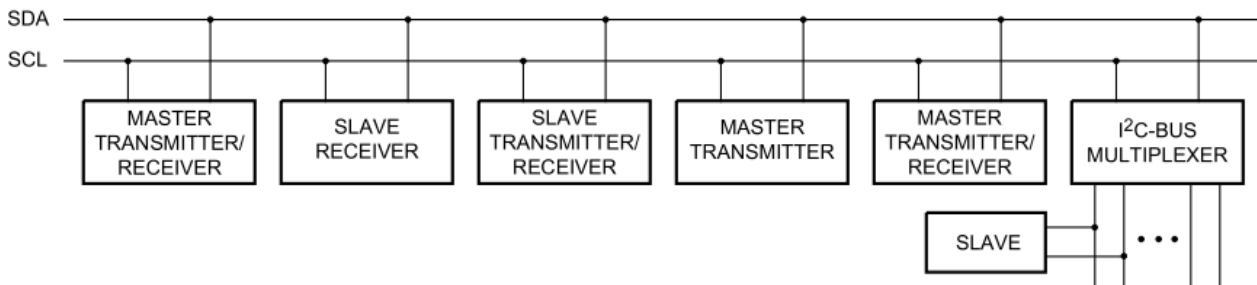 SDA
SCL
MASTER
TRANSMITTER/
RECEIVER
SLAVE
RECEIVER
SLAVE
TRANSMITTER/
RECEIVER
MASTER
TRANSMITTER
MASTER
TRANSMITTER/
RECEIVER
I²C-BUS
MULTIPLEXER
SLAVE